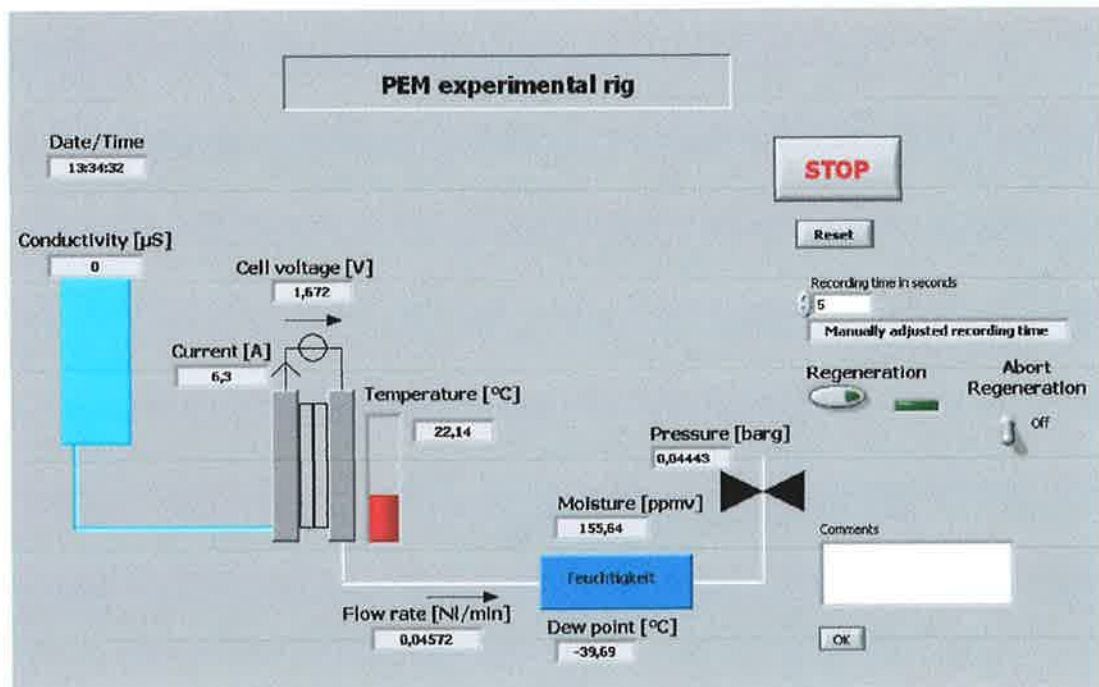 PEM experimental rig
Date/Time
13:34:32
STOP
Reset
Conductivity [µS]
0
Cell voltage [V]
1,672
Recording time in seconds
5
Manually adjusted recording time
Current [A]
6,3
Regeneration
Abort
Regeneration
Off
Temperature [°C]
22,14
Pressure [barg]
0,04443
Moisture [ppmv]
155,64
Comments
Feuchtigkeit
Flow rate [Nl/min]
0,04572
Dew point [°C]
-39,69
OK